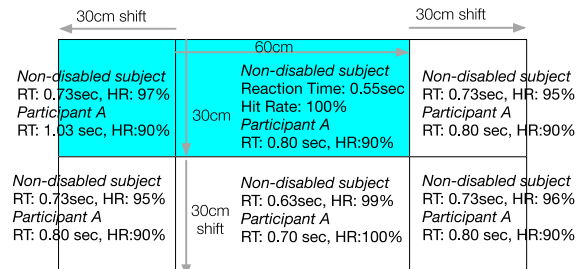 30cm shift
30cm shift
60cm
Non-disabled subject
RT: 0.73sec, HR: 97%
Participant A
RT: 1.03 sec, HR:90%
30cm
Non-disabled subject
Reaction Time: 0.55sec
Hit Rate: 100%
Participant A
RT: 0.80 sec, HR:90%
Non-disabled subject
RT: 0.73sec, HR: 95%
Participant A
RT: 0.80 sec, HR:90%
Non-disabled subject
RT: 0.73sec, HR: 95%
Participant A
RT: 0.80 sec, HR:90%
30cm
shift
Non-disabled subject
RT: 0.63sec, HR: 99%
Participant A
RT: 0.70 sec, HR:100%
Non-disabled subject
RT: 0.73sec, HR: 96%
Participant A
RT: 0.80 sec, HR:90%